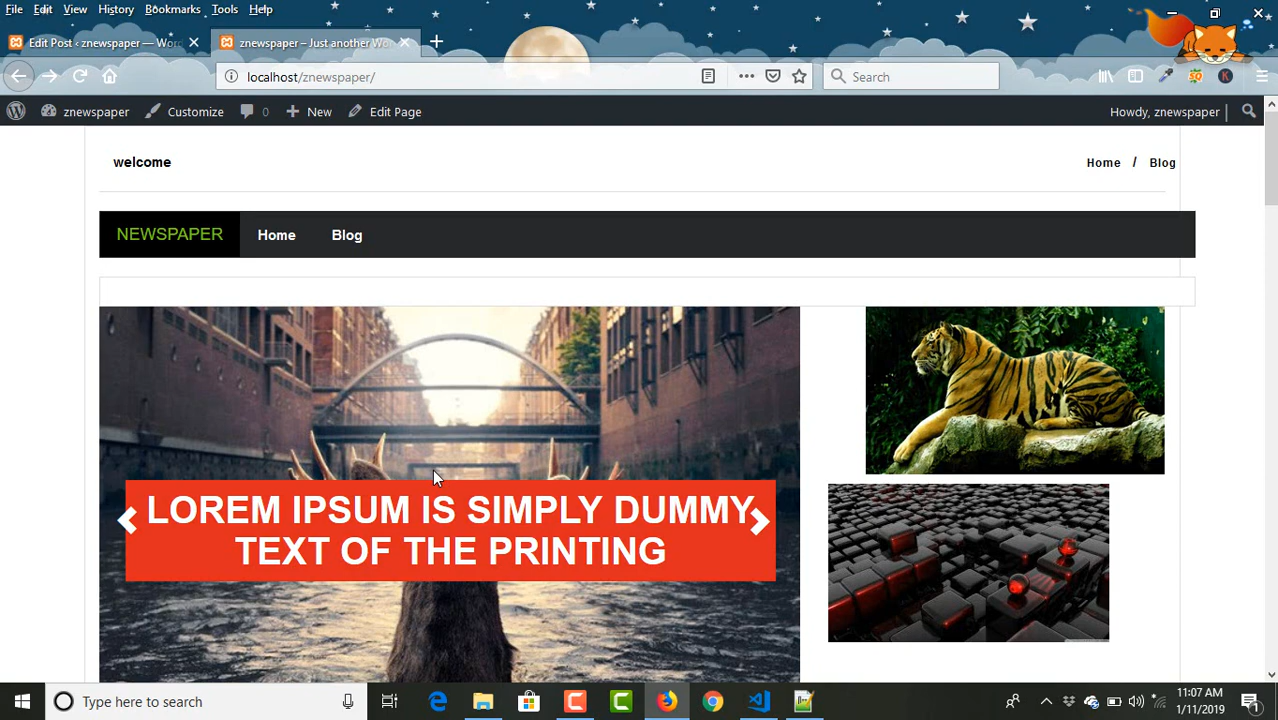 File Edit View History Bookmarks Tools Help
Edit Post ‹ znewspaper — Wor
znewspaper – Just another Wo
localhost/znewspaper/
Search
znewspaper Customize 0 New Edit Page Howdy, znewspaper
welcome
Home / Blog
NEWSPAPER Home Blog
LOREM IPSUM IS SIMPLY DUMMY
TEXT OF THE PRINTING
Type here to search
11:07 AM
1/11/2019